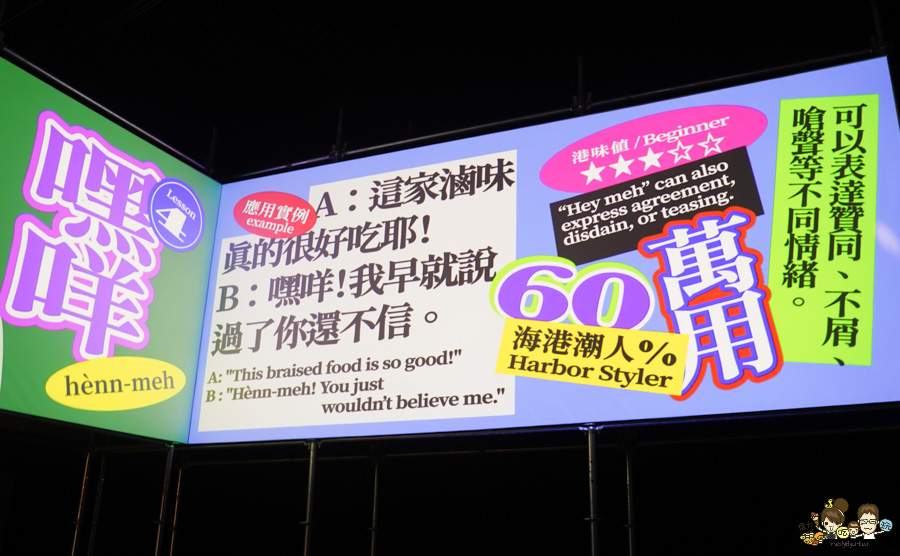 嘿咩
Lesson
4
hènn-meh
應用實例
example
A：這家滷味
眞的很好吃耶！
B：嘿咩！我早就說
過了你還不信。
A: "This braised food is so good!"
B : "Hènn-meh! You just
wouldn't believe me."
港味値/Beginner
★★★☆☆
“Hey meh” can also
express agreement,
disdain, or teasing.
60
海港潮人%
Harbor Styler
萬用
可以表達贊同、不屑、
嗆聲等不同情緒。